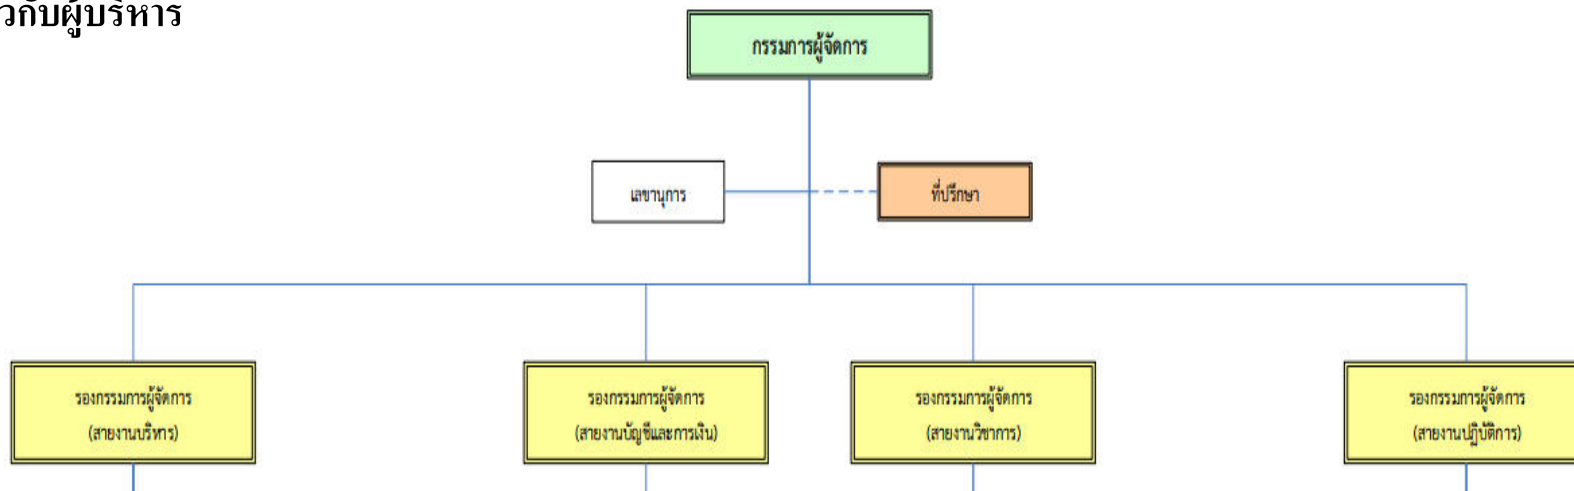 วกับผู้บริหาร
กรรมการผู้จัดการ
เลขานุการ
ที่ปรึกษา
รองกรรมการผู้จัดการ
(สายงานบริหาร)
รองกรรมการผู้จัดการ
(สายงานบัญชีและการเงิน)
รองกรรมการผู้จัดการ
(สายงานวิชาการ)
รองกรรมการผู้จัดการ
(สายงานปฏิบัติการ)